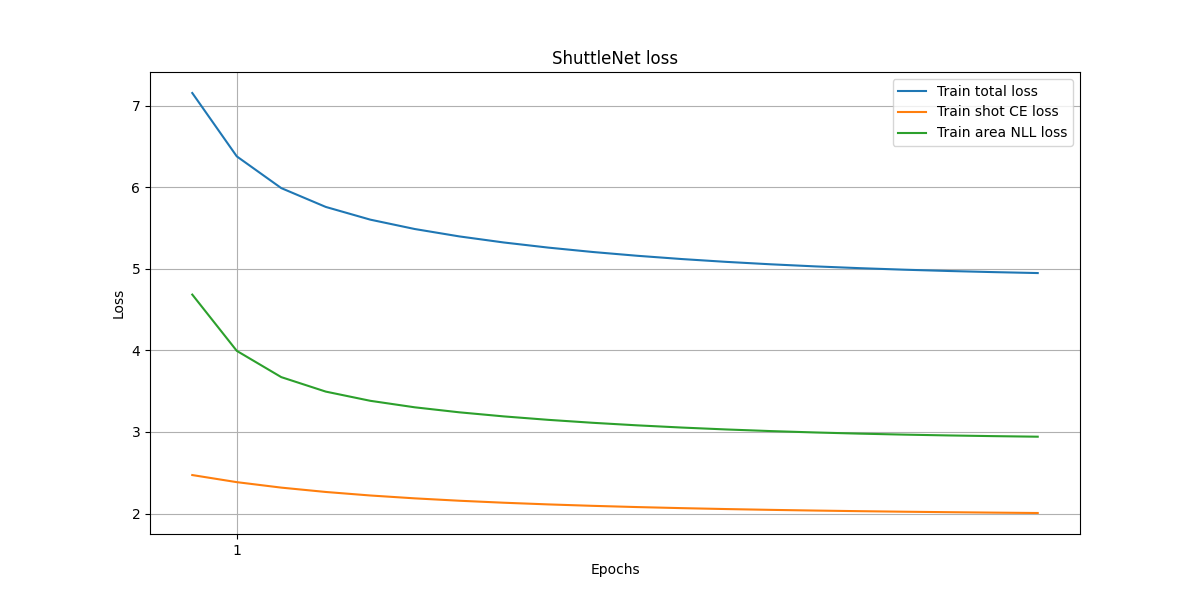 ShuttleNet loss
Train total loss
Train shot CE loss
Train area NLL loss
7
6
5
4
3
2
Loss
1
Epochs